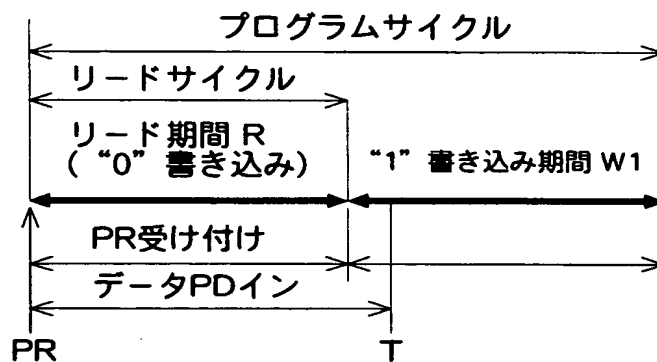 プログラムサイクル
リードサイクル
リード期間 R
(“0” 書き込み)
“1” 書き込み期間 W1
PR受け付け
データPDイン
PR
T